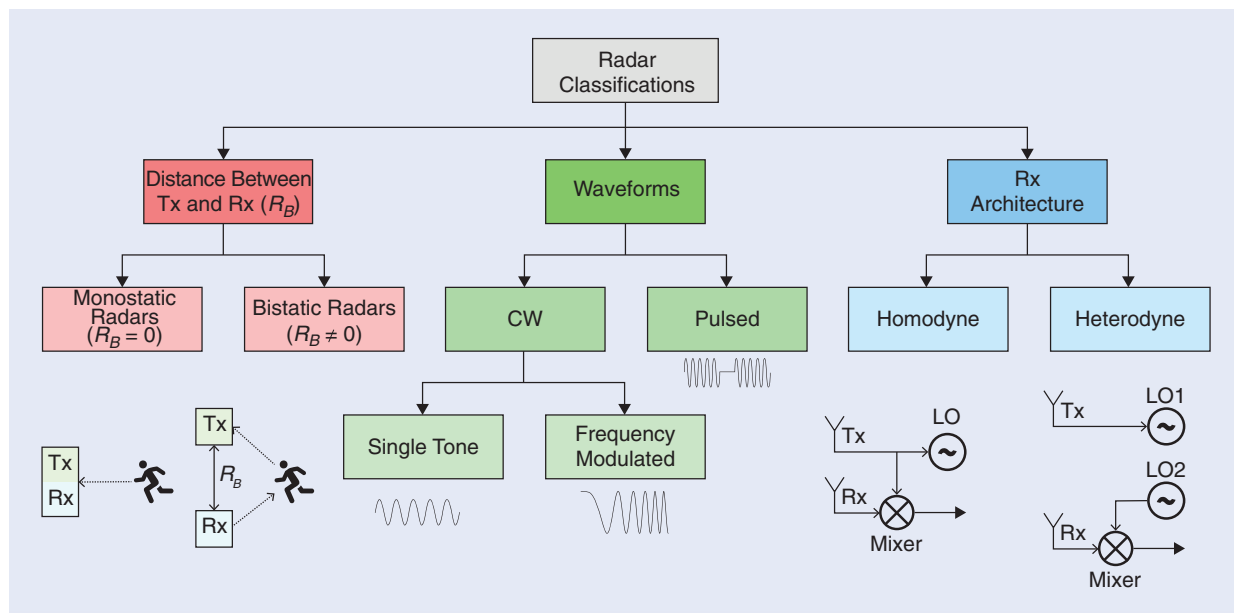 Radar
Classifications
Distance Between
Tx and Rx (R_B)
Waveforms
Rx
Architecture
Monostatic
Radars
(R_B = 0)
Bistatic Radars
(R_B ≠ 0)
CW
Pulsed
Homodyne
Heterodyne
Single Tone
Frequency
Modulated
Tx
Rx
Tx
R_B
Rx
Tx
LO
Rx
Mixer
Tx
LO1
LO2
Rx
Mixer